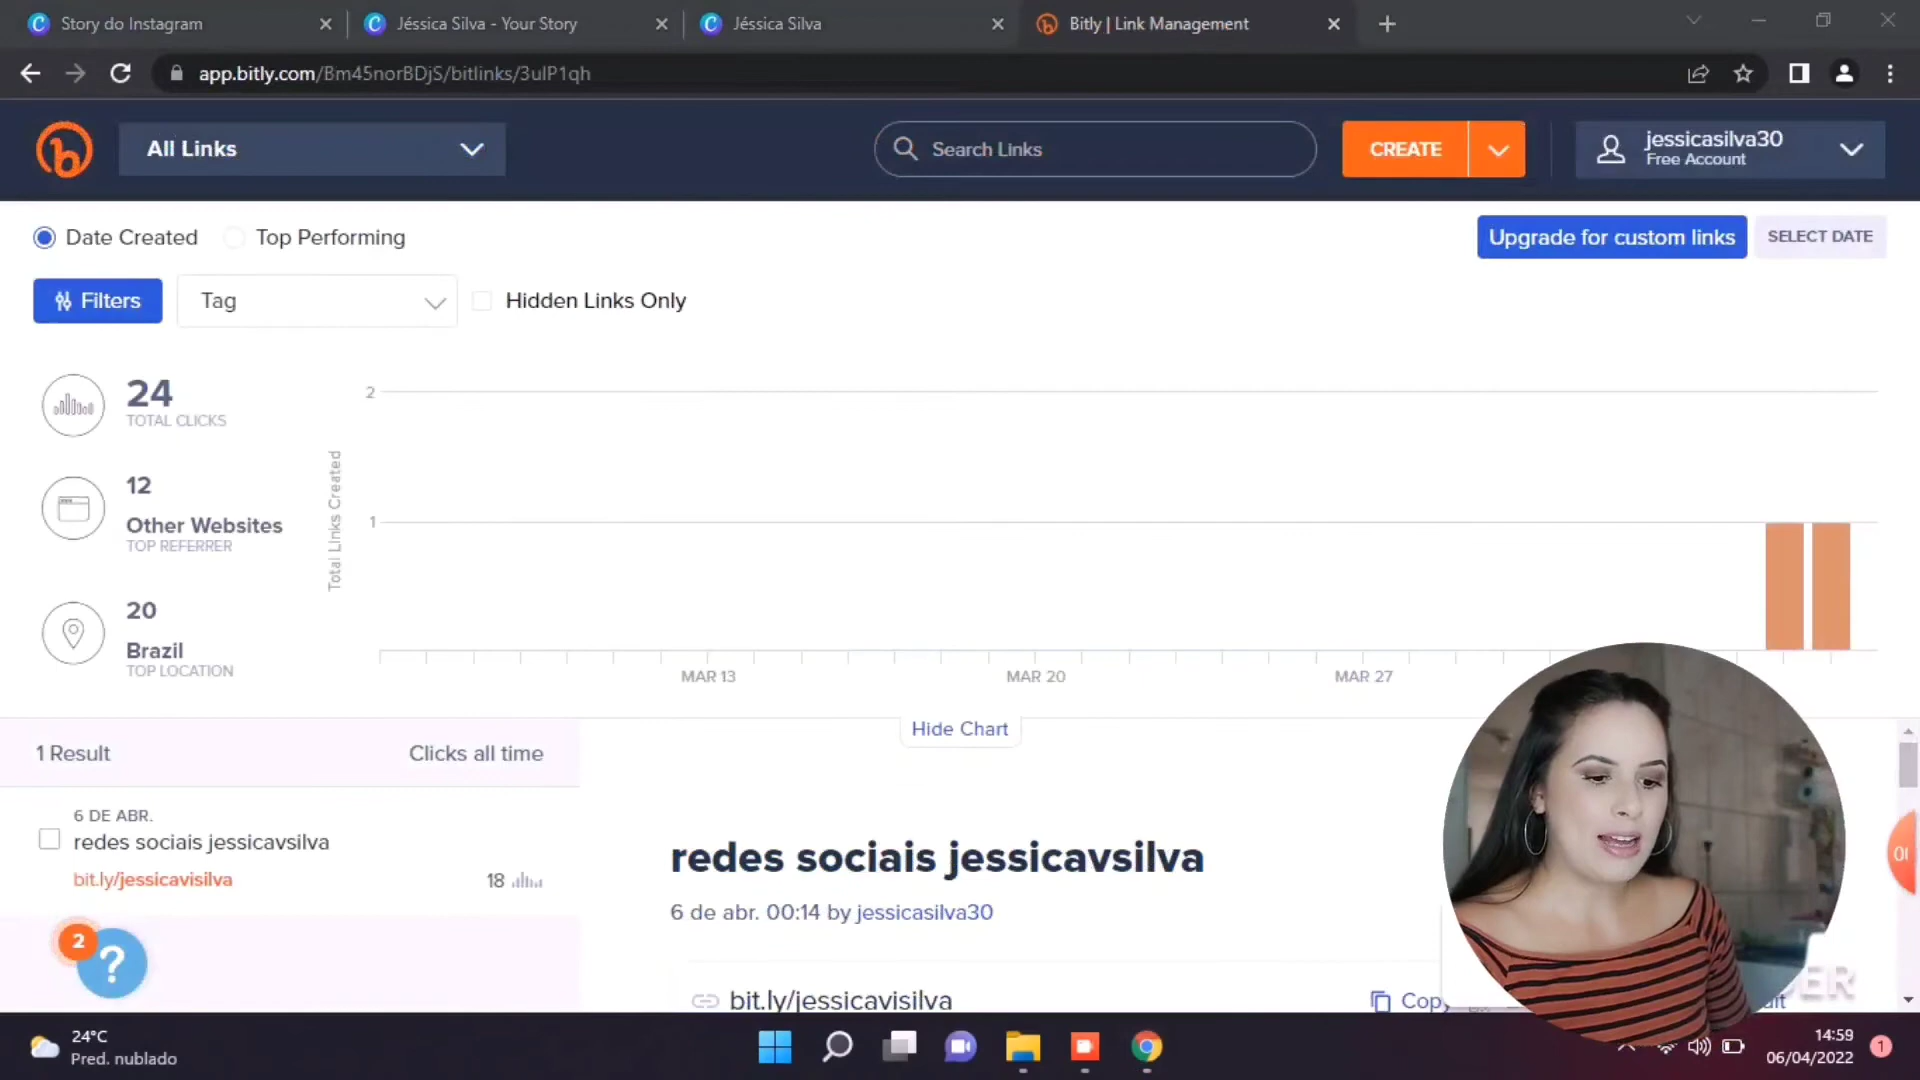 Story do Instagram
Jéssica Silva - Your Story
Jéssica Silva
Bitly | Link Management
app.bitly.com/Bm45norBDjS/bitlinks/3uIP1qh
All Links
Search Links
CREATE
jessicasilva30
Free Account
Date Created
Top Performing
Upgrade for custom links
SELECT DATE
Filters
Tag
Hidden Links Only
24
TOTAL CLICKS
12
Other Websites
TOP REFERRER
20
Brazil
TOP LOCATION
Total Links Created
2
1
MAR 13
MAR 20
MAR 27
Hide Chart
1 Result
Clicks all time
6 DE ABR.
redes sociais jessicavsilva
bit.ly/jessicavisilva
18
2
?
redes sociais jessicavsilva
6 de abr. 00:14 by jessicasilva30
bit.ly/jessicavisilva
Copy
24°C
Pred. nublado
14:59
06/04/2022
1